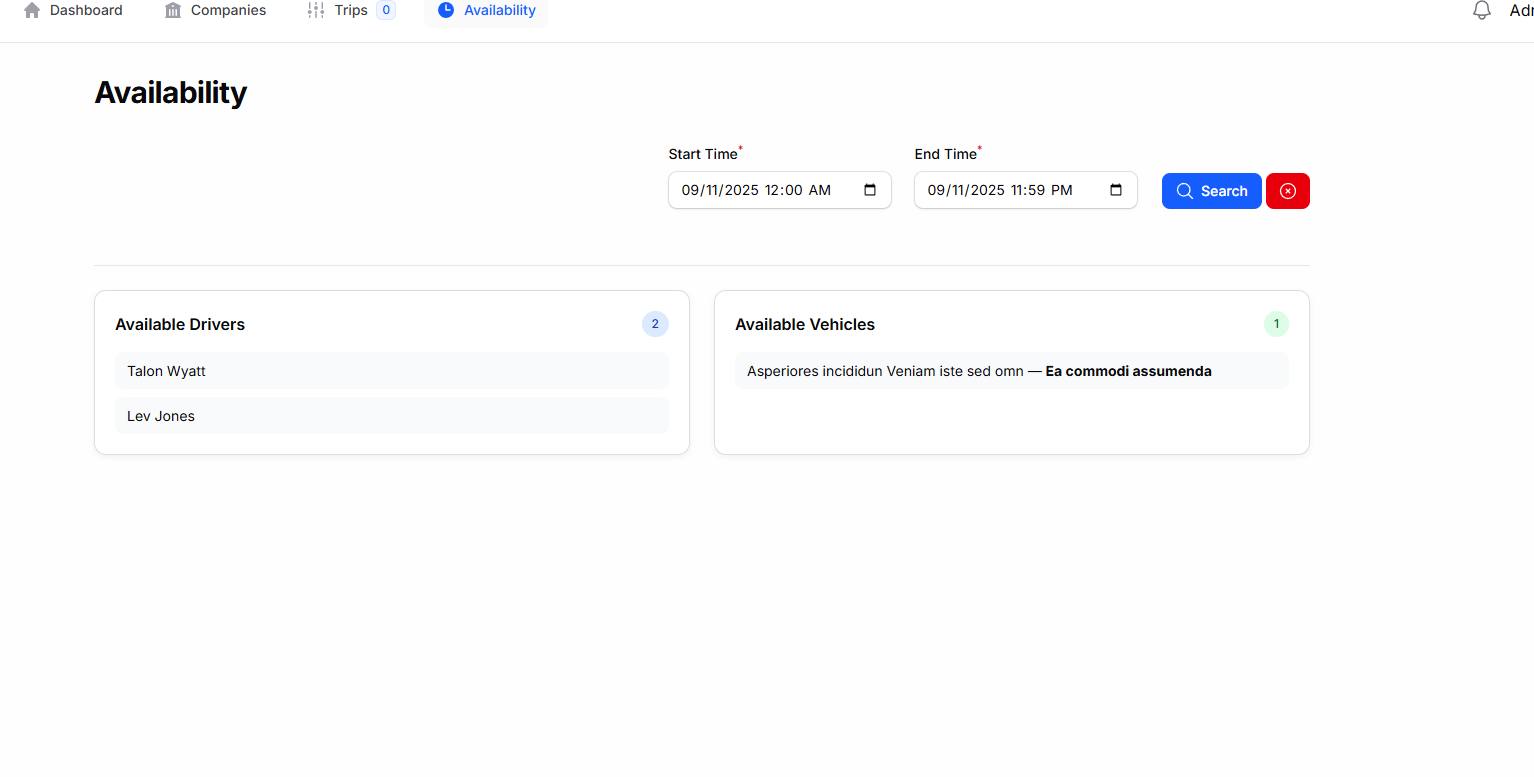 Dashboard Companies Trips 0 Availability Adr
Availability
Start Time* End Time*
09/11/2025 12:00 AM 09/11/2025 11:59 PM Search
Available Drivers 2
Talon Wyatt
Lev Jones
Available Vehicles 1
Asperiores incididun Veniam iste sed omn — Ea commodi assumenda